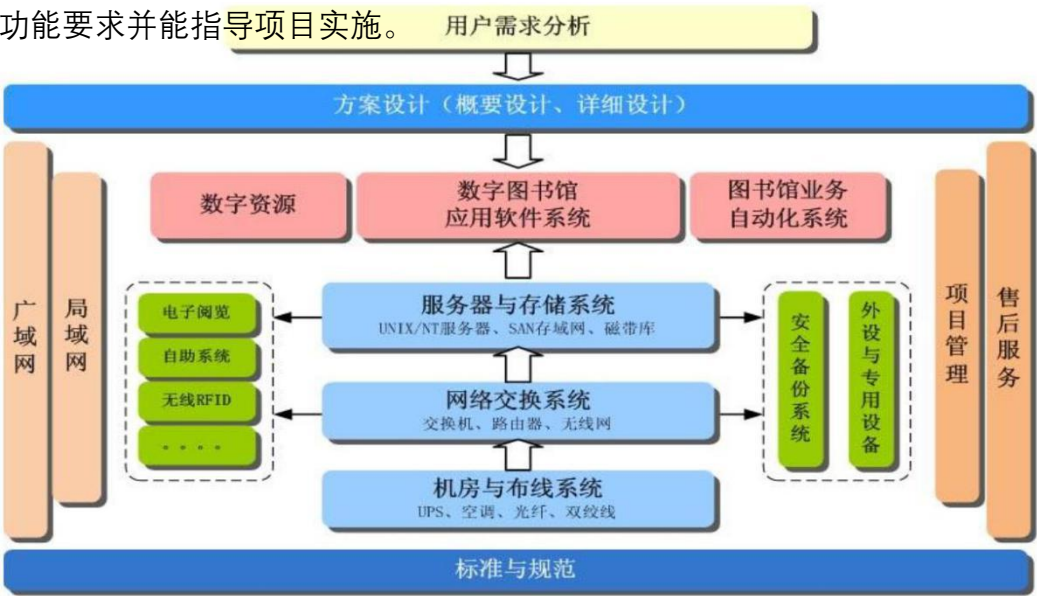 功能要求并能指导项目实施。
用户需求分析
方案设计（概要设计、详细设计）
广域网
局域网
数字资源
数字图书馆
应用软件系统
图书馆业务
自动化系统
项目管理
售后服务
电子阅览
自助系统
无线RFID
。。。。
服务器与存储系统
UNIX/NT服务器、SAN存域网、磁带库
网络交换系统
交换机、路由器、无线网
机房与布线系统
UPS、空调、光纤、双绞线
安全备份系统
外设与专用设备
标准与规范